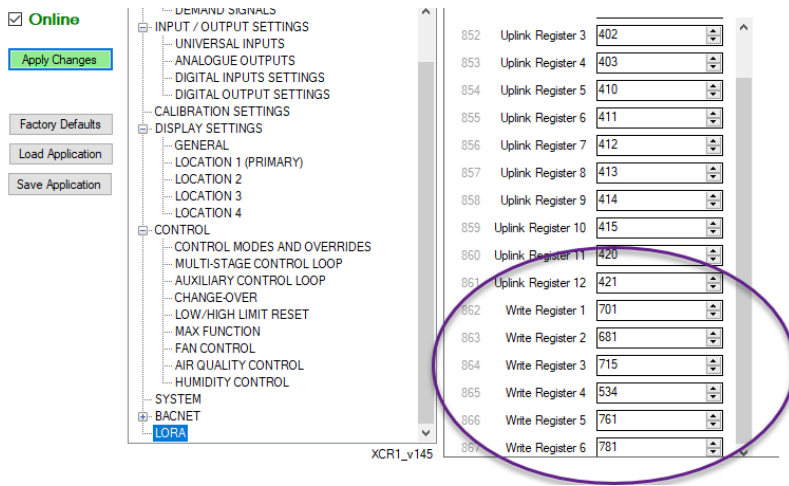 Online
Apply Changes
Factory Defaults
Load Application
Save Application
DEMAND SIGNALS
INPUT / OUTPUT SETTINGS
UNIVERSAL INPUTS
ANALOGUE OUTPUTS
DIGITAL INPUTS SETTINGS
DIGITAL OUTPUT SETTINGS
CALIBRATION SETTINGS
DISPLAY SETTINGS
GENERAL
LOCATION 1 (PRIMARY)
LOCATION 2
LOCATION 3
LOCATION 4
CONTROL
CONTROL MODES AND OVERRIDES
MULTI-STAGE CONTROL LOOP
AUXILIARY CONTROL LOOP
CHANGE-OVER
LOW/HIGH LIMIT RESET
MAX FUNCTION
FAN CONTROL
AIR QUALITY CONTROL
HUMIDITY CONTROL
SYSTEM
BACNET
LORA
XCR1_v145
852 Uplink Register 3 402
853 Uplink Register 4 403
854 Uplink Register 5 410
855 Uplink Register 6 411
856 Uplink Register 7 412
857 Uplink Register 8 413
858 Uplink Register 9 414
859 Uplink Register 10 415
860 Uplink Register 11 420
861 Uplink Register 12 421
862 Write Register 1 701
863 Write Register 2 681
864 Write Register 3 715
865 Write Register 4 534
866 Write Register 5 761
867 Write Register 6 781